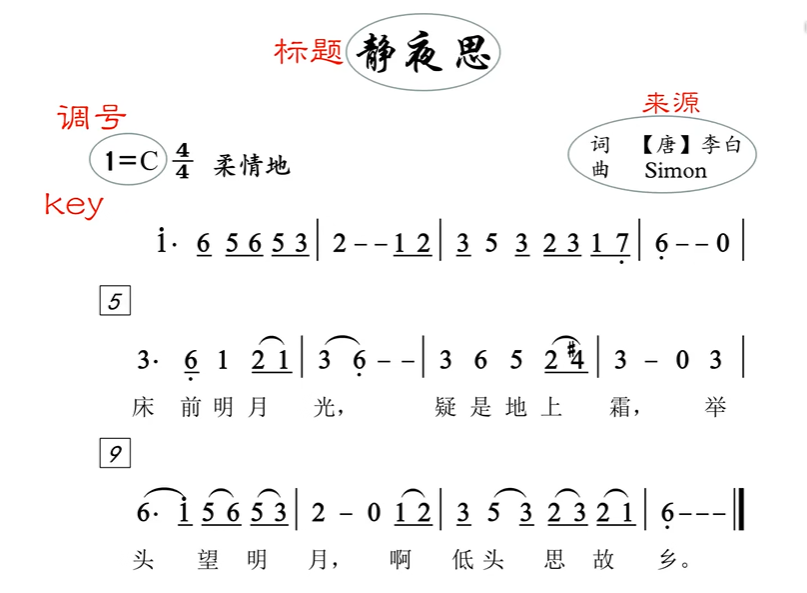 标题 静夜思
调号
来源
1=C 4/4 柔情地
词 【唐】李白
曲 Simon
key
1· 6 5 6 5 3 | 2 - - 1 2 | 3 5 3 2 3 1 7 | 6 - - 0 |
5
3· 6 1 2 1 | 3 6 - - | 3 6 5 2 #4 | 3 - 0 3 |
床 前 明 月 光， 疑 是 地 上 霜， 举
9
6· 1 5 6 5 3 | 2 - 0 1 2 | 3 5 3 2 3 2 1 | 6 - - - ||
头 望 明 月， 啊 低 头 思 故 乡。